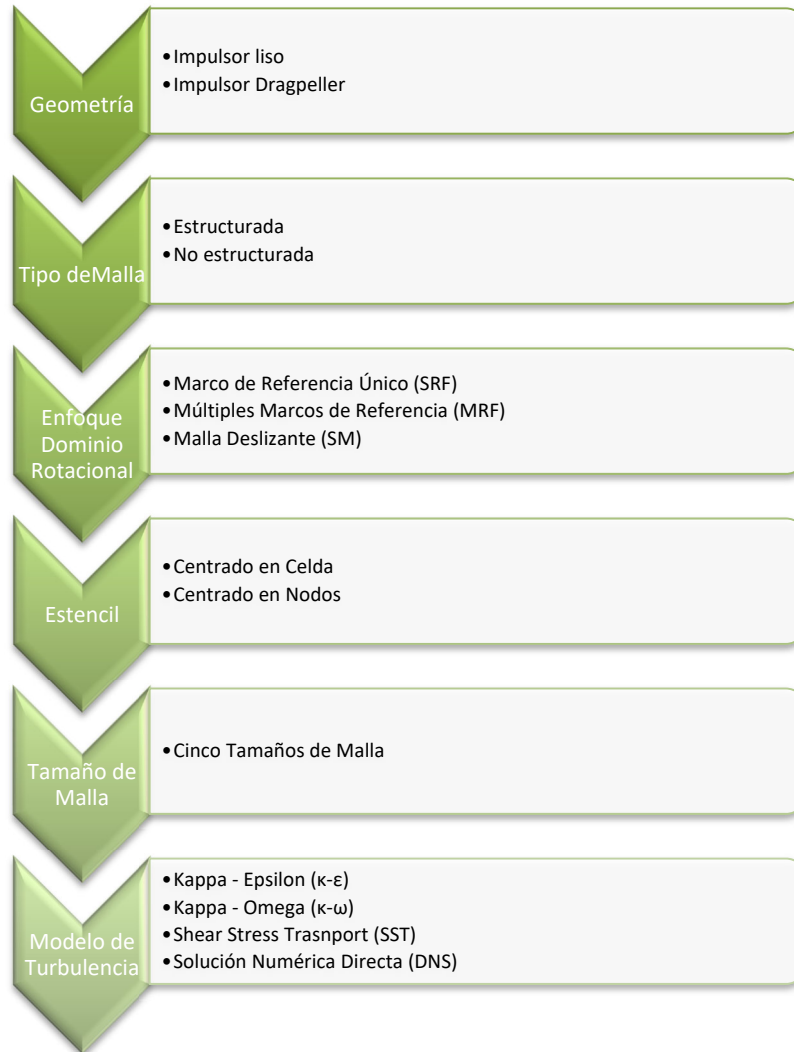 Geometría
•Impulsor liso
•Impulsor Dragpeller
Tipo deMalla
•Estructurada
•No estructurada
Enfoque
Dominio
Rotacional
•Marco de Referencia Único (SRF)
•Múltiples Marcos de Referencia (MRF)
•Malla Deslizante (SM)
Estencil
•Centrado en Celda
•Centrado en Nodos
Tamaño de
Malla
•Cinco Tamaños de Malla
Modelo de
Turbulencia
•Kappa - Epsilon (κ-ε)
•Kappa - Omega (κ-ω)
•Shear Stress Trasnport (SST)
•Solución Numérica Directa (DNS)